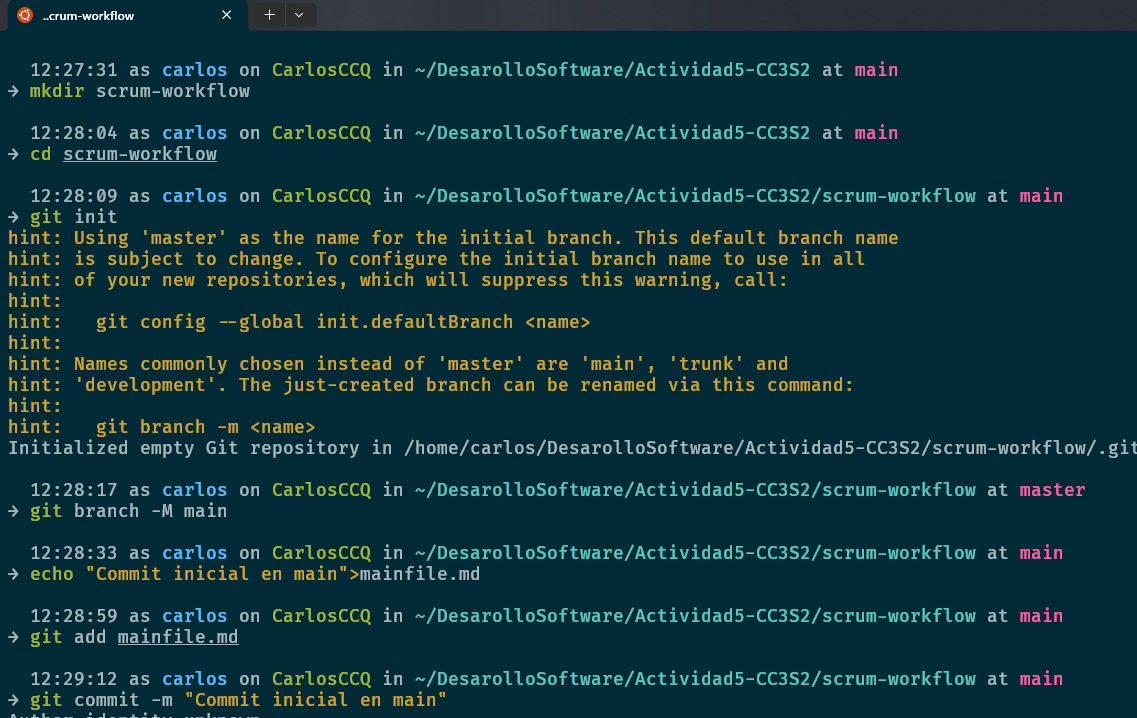 ..crum-workflow
12:27:31 as carlos on CarlosCCQ in ~/DesarolloSoftware/Actividad5-CC3S2 at main
→ mkdir scrum-workflow
12:28:04 as carlos on CarlosCCQ in ~/DesarolloSoftware/Actividad5-CC3S2 at main
→ cd scrum-workflow
12:28:09 as carlos on CarlosCCQ in ~/DesarolloSoftware/Actividad5-CC3S2/scrum-workflow at main
→ git init
hint: Using 'master' as the name for the initial branch. This default branch name
hint: is subject to change. To configure the initial branch name to use in all
hint: of your new repositories, which will suppress this warning, call:
hint:
hint:   git config --global init.defaultBranch <name>
hint:
hint: Names commonly chosen instead of 'master' are 'main', 'trunk' and
hint: 'development'. The just-created branch can be renamed via this command:
hint:
hint:   git branch -m <name>
Initialized empty Git repository in /home/carlos/DesarolloSoftware/Actividad5-CC3S2/scrum-workflow/.git
12:28:17 as carlos on CarlosCCQ in ~/DesarolloSoftware/Actividad5-CC3S2/scrum-workflow at master
→ git branch -M main
12:28:33 as carlos on CarlosCCQ in ~/DesarolloSoftware/Actividad5-CC3S2/scrum-workflow at main
→ echo "Commit inicial en main">mainfile.md
12:28:59 as carlos on CarlosCCQ in ~/DesarolloSoftware/Actividad5-CC3S2/scrum-workflow at main
→ git add mainfile.md
12:29:12 as carlos on CarlosCCQ in ~/DesarolloSoftware/Actividad5-CC3S2/scrum-workflow at main
→ git commit -m "Commit inicial en main"
Author identity unknown